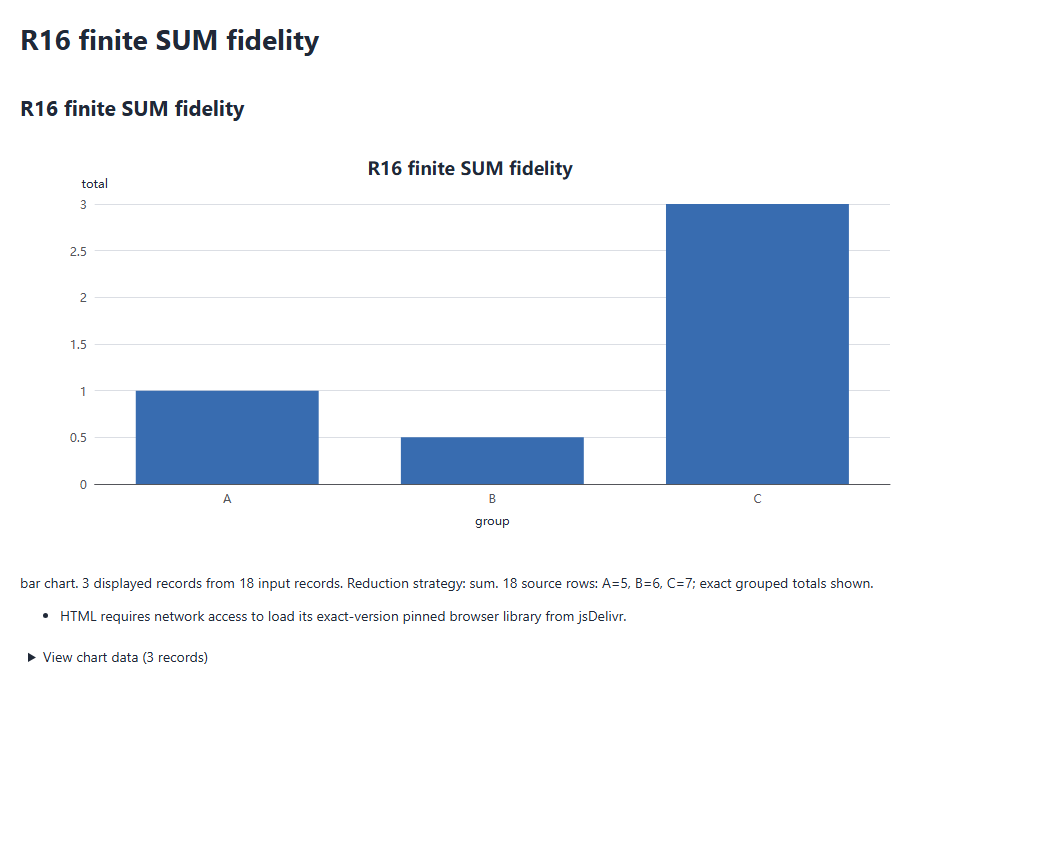 R16 finite SUM fidelity
R16 finite SUM fidelity
R16 finite SUM fidelity
total
3
2.5
2
1.5
1
0.5
0
A B C
group
bar chart. 3 displayed records from 18 input records. Reduction strategy: sum. 18 source rows: A=5, B=6, C=7; exact grouped totals shown.
• HTML requires network access to load its exact-version pinned browser library from jsDelivr.
▶ View chart data (3 records)